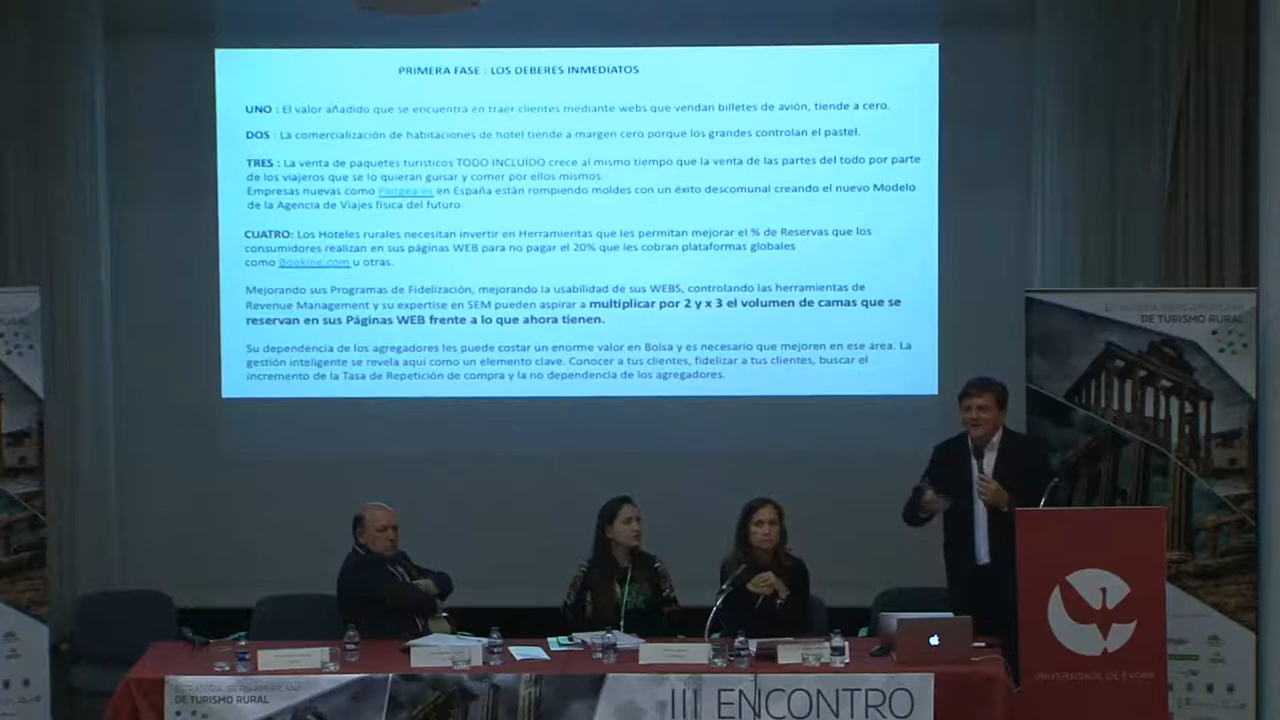 PRIMERA FASE : LOS DEBERES INMEDIATOS
UNO : El valor añadido que se encuentra en traer clientes mediante webs que vendan billetes de avión, tiende a cero.
DOS : La comercialización de habitaciones de hotel tiende a margen cero porque los grandes controlan el pastel.
TRES : La venta de paquetes turísticos TODO INCLUÍDO crece al mismo tiempo que la venta de las partes del todo por parte
de los viajeros que se lo quieran guisar y comer por ellos mismos.
Empresas nuevas como Pangea.es en España están rompiendo moldes con un éxito descomunal creando el nuevo Modelo
de la Agencia de Viajes física del futuro.
CUATRO: Los Hoteles rurales necesitan invertir en Herramientas que les permitan mejorar el % de Reservas que los
consumidores realizan en sus páginas WEB para no pagar el 20% que les cobran plataformas globales
como Booking.com u otras.
Mejorando sus Programas de Fidelización, mejorando la usabilidad de sus WEBS, controlando las herramientas de
Revenue Management y su expertise en SEM pueden aspirar a multiplicar por 2 y x 3 el volumen de camas que se
reservan en sus Páginas WEB frente a lo que ahora tienen.
Su dependencia de los agregadores les puede costar un enorme valor en Bolsa y es necesario que mejoren en ese área. La
gestión inteligente se revela aquí como un elemento clave. Conocer a tus clientes, fidelizar a tus clientes, buscar el
incremento de la Tasa de Repetición de compra y la no dependencia de los agregadores.
ESTRATÉGIA IBERO-AMERICANA
DE TURISMO RURAL
UNIVERSIDADE DE ÉVORA
ESTRATÉGIA IBERO-AMERICANA
DE TURISMO RURAL
III ENCONTRO